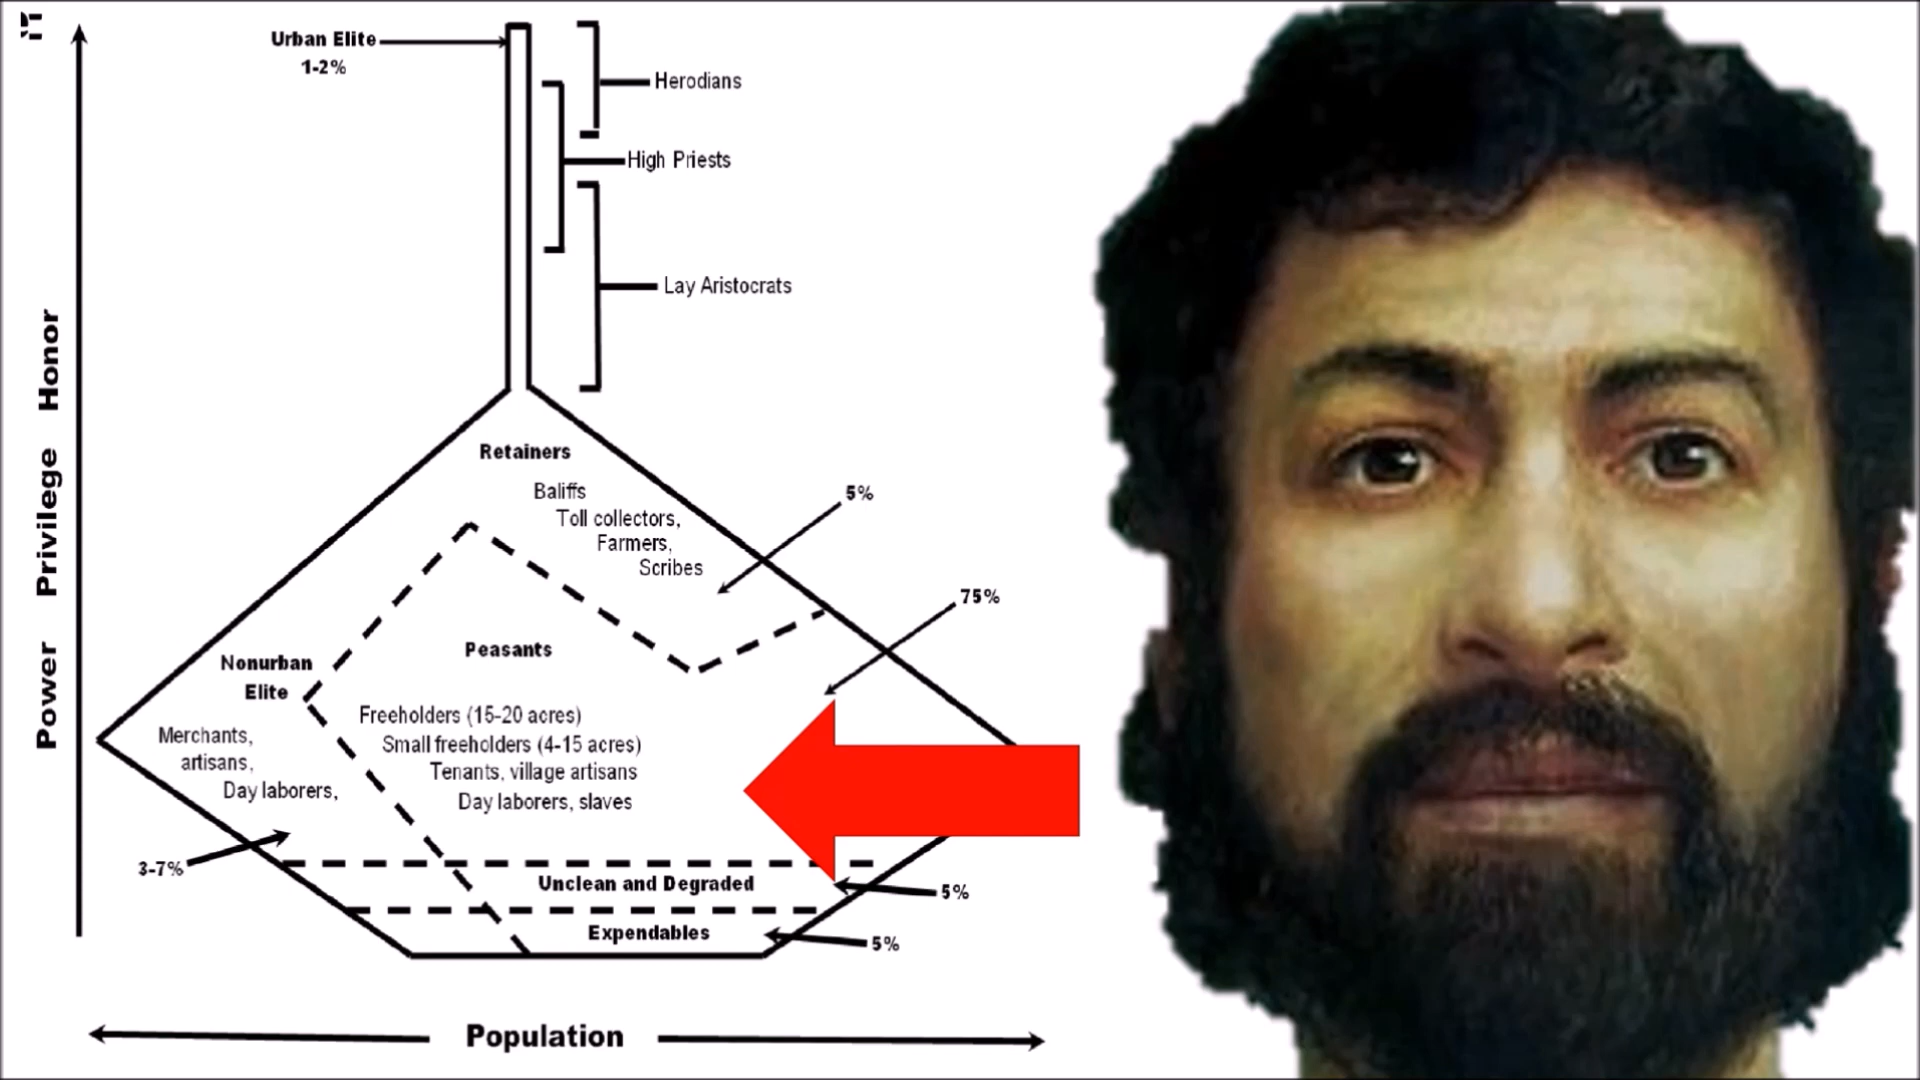 Urban Elite
1-2%
Herodians
High Priests
Lay Aristocrats
Power Privilege Honor
Retainers
Baliffs
Toll collectors,
Farmers,
Scribes
5%
75%
Peasants
Nonurban
Elite
Freeholders (15-20 acres)
Small freeholders (4-15 acres)
Tenants, village artisans
Day laborers, slaves
Merchants,
artisans,
Day laborers,
3-7%
Unclean and Degraded
5%
Expendables
5%
Population